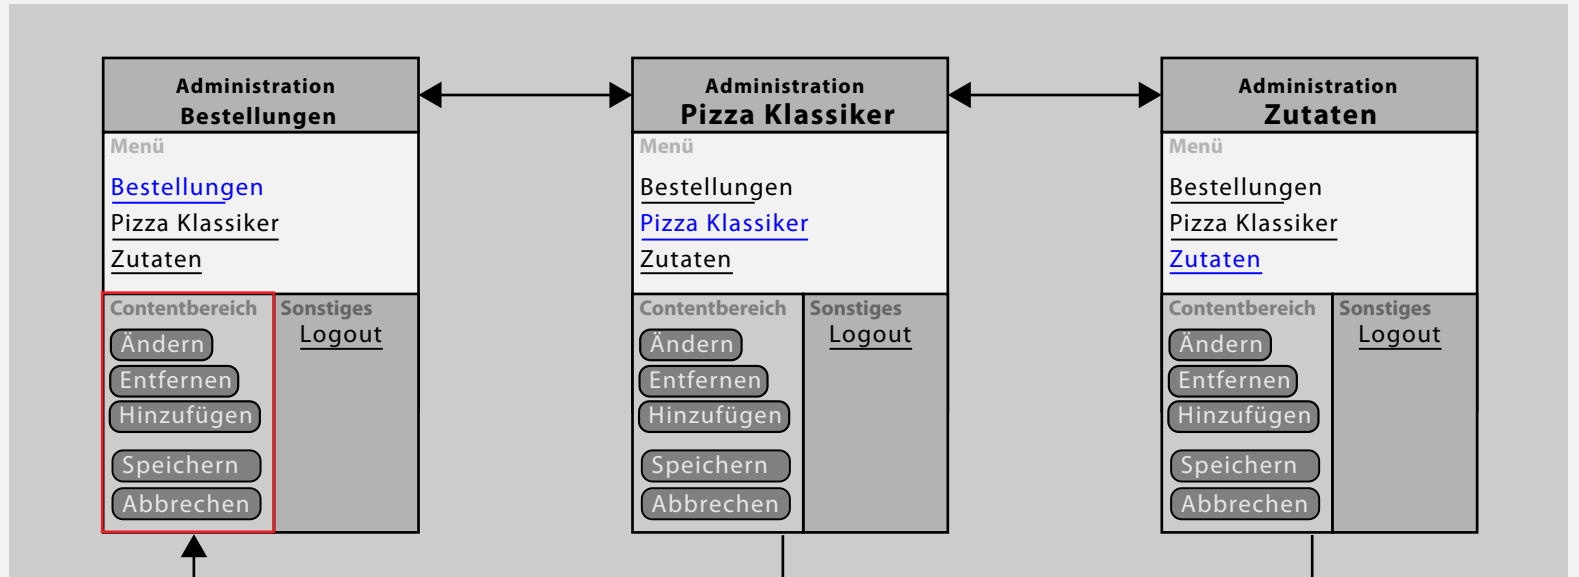 Administration
Bestellungen
Menü
Bestellungen
Pizza Klassiker
Zutaten
Contentbereich
Ändern
Entfernen
Hinzufügen
Speichern
Abbrechen
Sonstiges
Logout
Administration
Pizza Klassiker
Menü
Bestellungen
Pizza Klassiker
Zutaten
Contentbereich
Ändern
Entfernen
Hinzufügen
Speichern
Abbrechen
Sonstiges
Logout
Administration
Zutaten
Menü
Bestellungen
Pizza Klassiker
Zutaten
Contentbereich
Ändern
Entfernen
Hinzufügen
Speichern
Abbrechen
Sonstiges
Logout